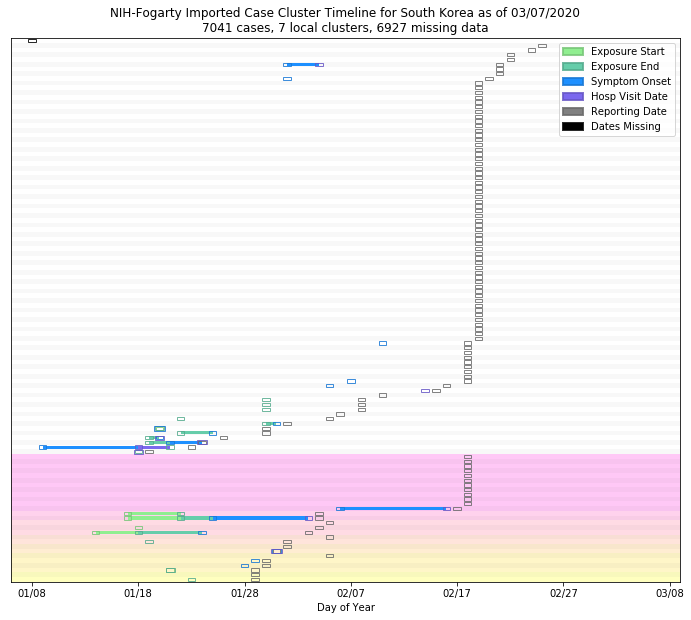 NIH-Fogarty Imported Case Cluster Timeline for South Korea as of 03/07/2020
7041 cases, 7 local clusters, 6927 missing data
Exposure Start
Exposure End
Symptom Onset
Hosp Visit Date
Reporting Date
Dates Missing
01/08 01/18 01/28 02/07 02/17 02/27 03/08
Day of Year